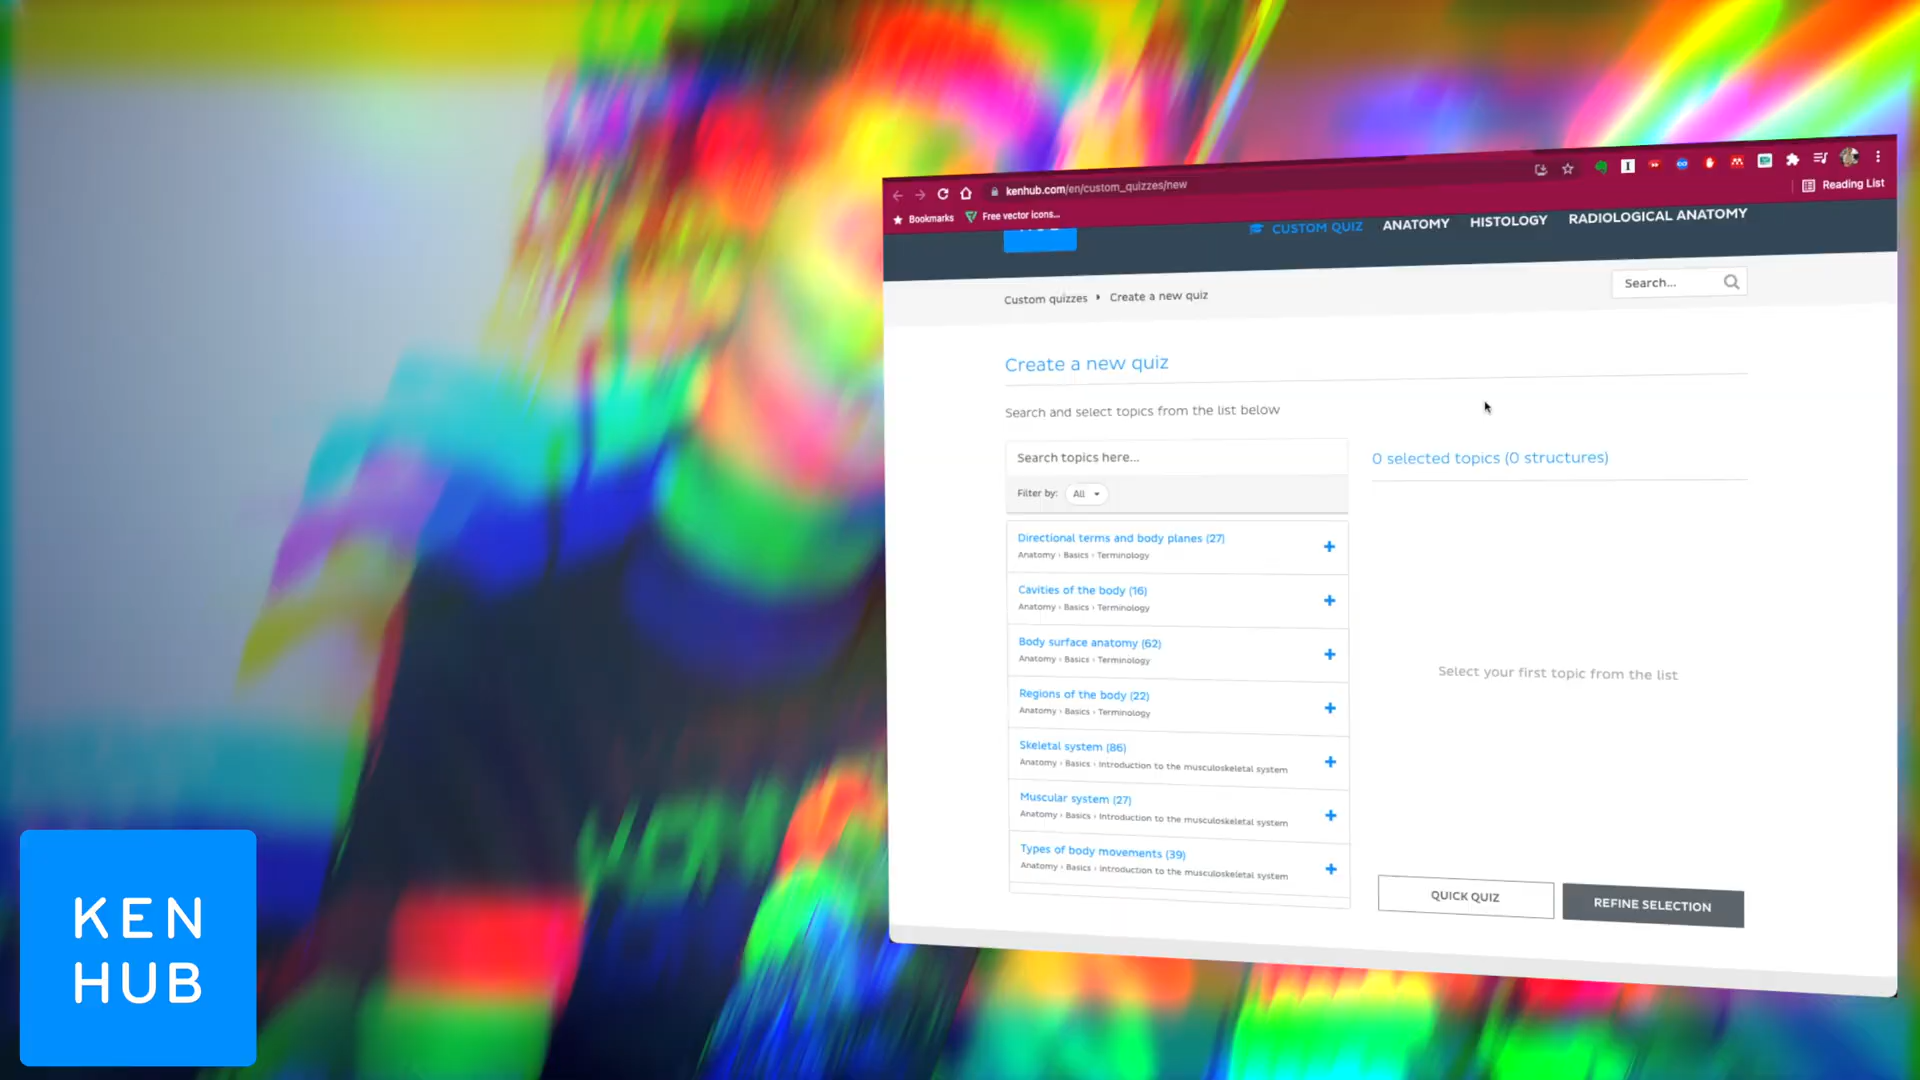 kenhub.com/en/custom_quizzes/new
Reading List
Bookmarks
Free vector icons...
CUSTOM QUIZ
ANATOMY
HISTOLOGY
RADIOLOGICAL ANATOMY
Custom quizzes
Create a new quiz
Search...
Create a new quiz
Search and select topics from the list below
Search topics here...
Filter by: All
0 selected topics (0 structures)
Directional terms and body planes (27)
Anatomy › Basics › Terminology
Cavities of the body (16)
Anatomy › Basics › Terminology
Body surface anatomy (62)
Anatomy › Basics › Terminology
Regions of the body (22)
Anatomy › Basics › Terminology
Skeletal system (86)
Anatomy › Basics › Introduction to the musculoskeletal system
Muscular system (27)
Anatomy › Basics › Introduction to the musculoskeletal system
Types of body movements (39)
Anatomy › Basics › Introduction to the musculoskeletal system
Select your first topic from the list
QUICK QUIZ
REFINE SELECTION
KEN
HUB